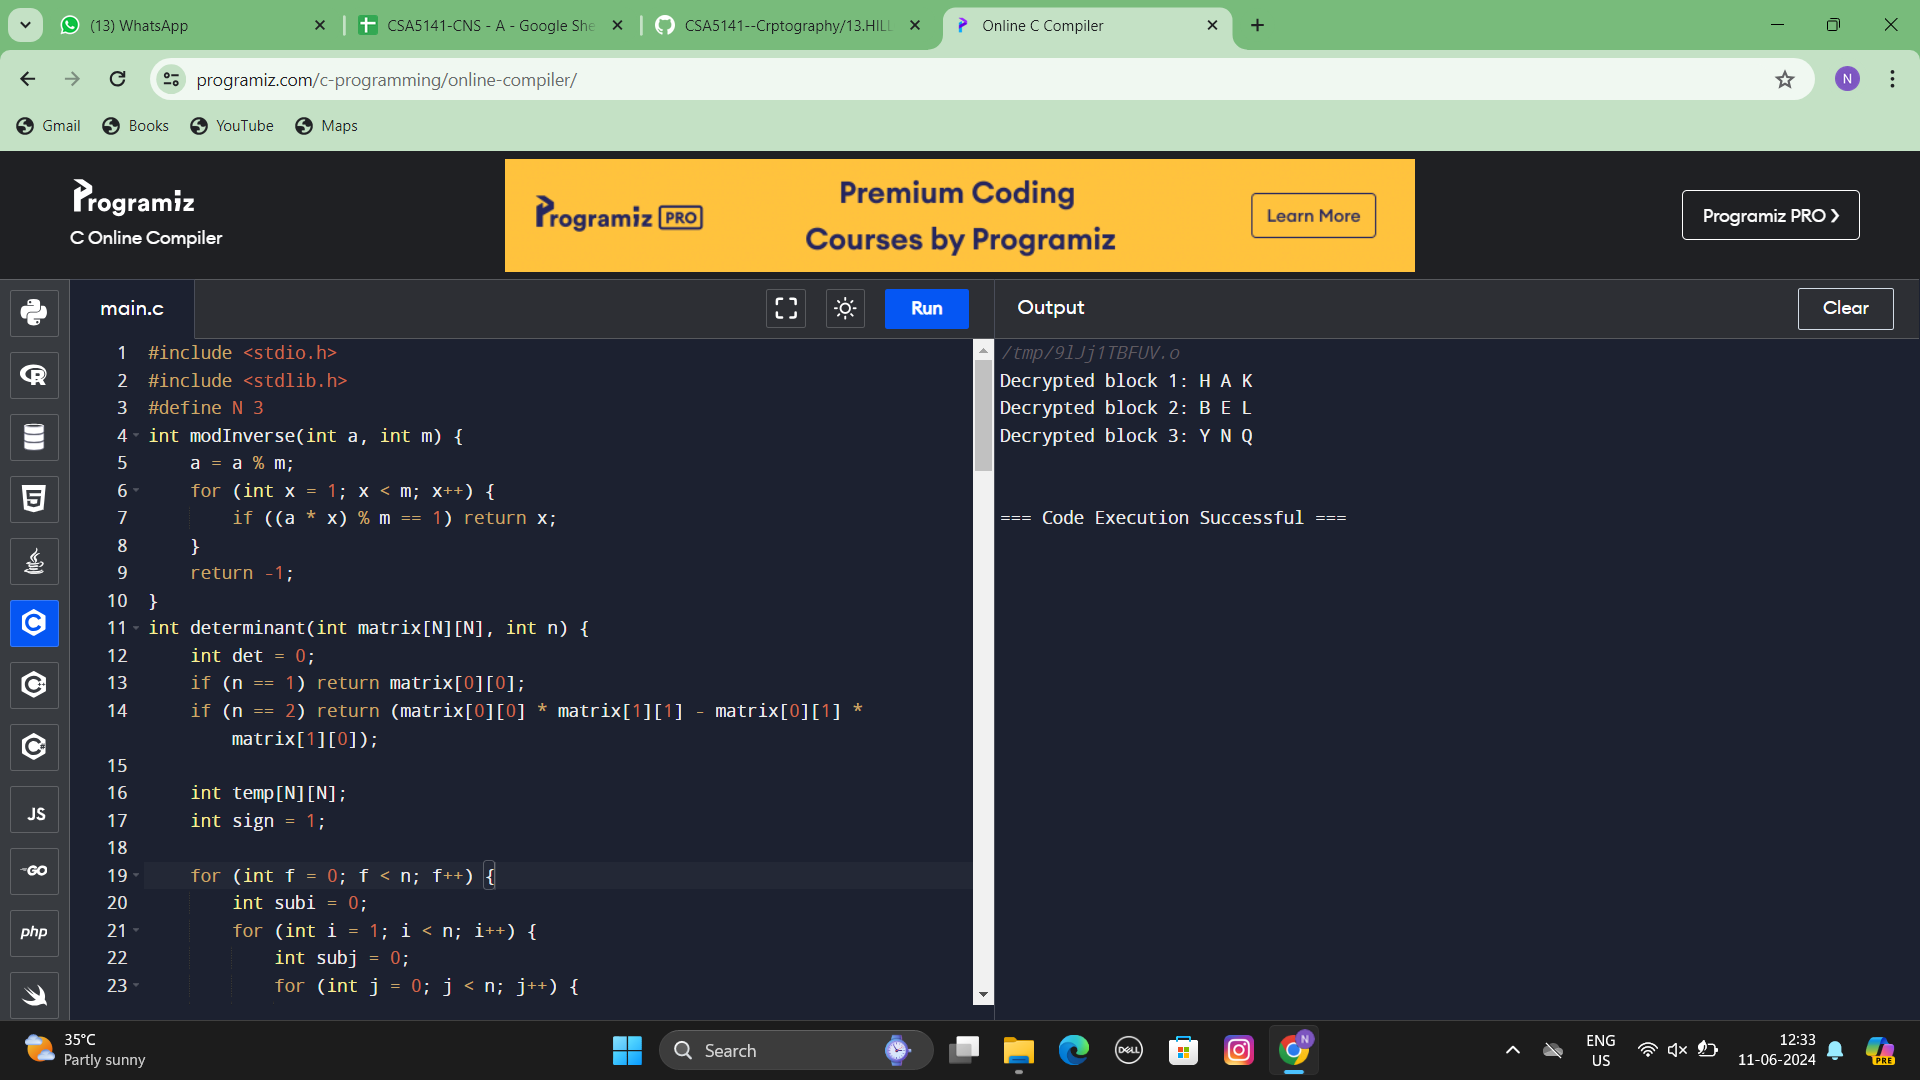 (13) WhatsApp
CSA5141-CNS - A - Google She
CSA5141--Crptography/13.HILL
Online C Compiler
programiz.com/c-programming/online-compiler/
N
Gmail
Books
YouTube
Maps
Programiz
C Online Compiler
Programiz PRO
Premium Coding
Courses by Programiz
Learn More
Programiz PRO
main.c
Run
Output
Clear
1 #include <stdio.h>
2 #include <stdlib.h>
3 #define N 3
4 int modInverse(int a, int m) {
5 a = a % m;
6 for (int x = 1; x < m; x++) {
7 if ((a * x) % m == 1) return x;
8 }
9 return -1;
10 }
11 int determinant(int matrix[N][N], int n) {
12 int det = 0;
13 if (n == 1) return matrix[0][0];
14 if (n == 2) return (matrix[0][0] * matrix[1][1] - matrix[0][1] *
matrix[1][0]);
15
16 int temp[N][N];
17 int sign = 1;
18
19 for (int f = 0; f < n; f++) {
20 int subi = 0;
21 for (int i = 1; i < n; i++) {
22 int subj = 0;
23 for (int j = 0; j < n; j++) {
/tmp/9lJj1TBFUV.o
Decrypted block 1: H A K
Decrypted block 2: B E L
Decrypted block 3: Y N Q
=== Code Execution Successful ===
R
5
C
C
C
JS
GO
php
35°C
Partly sunny
Search
DELL
N
ENG
US
12:33
11-06-2024
PRE